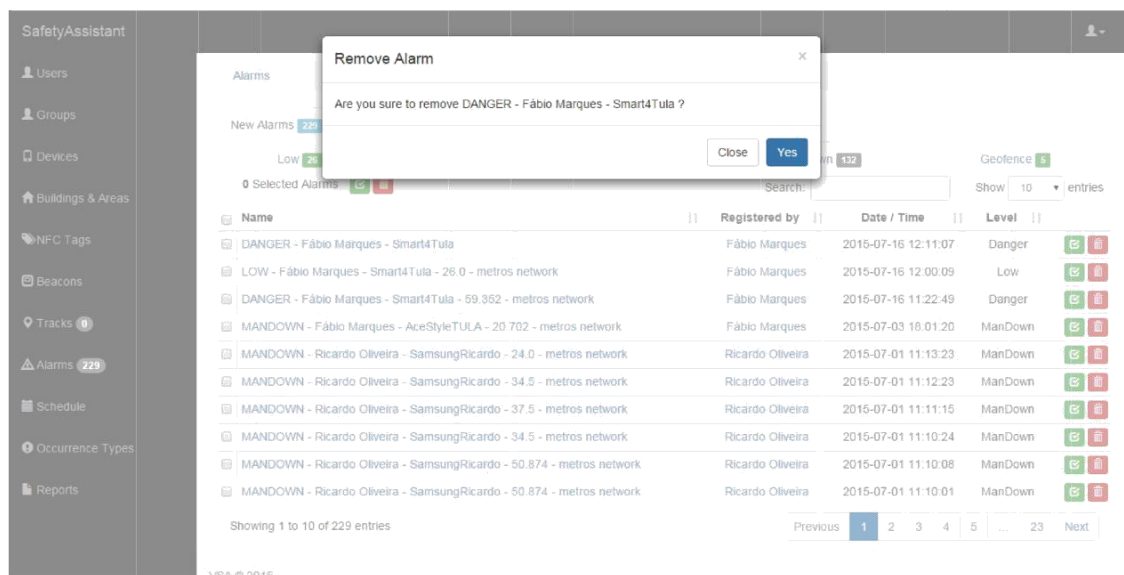 SafetyAssistant
Remove Alarm ×
Are you sure to remove DANGER - Fábio Marques - Smart4Tula ?
Close Yes
Users
Groups
Devices
Buildings & Areas
NFC Tags
Beacons
Tracks 0
Alarms 229
Schedule
Occurrence Types
Reports
Alarms
New Alarms 229
Low 26 132 Geofence 5
0 Selected Alarms Search: Show 10 entries
Name Registered by Date / Time Level
DANGER - Fábio Marques - Smart4Tula Fábio Marques 2015-07-16 12:11:07 Danger
LOW - Fábio Marques - Smart4Tula - 26.0 - metros network Fábio Marques 2015-07-16 12:00:09 Low
DANGER - Fábio Marques - Smart4Tula - 59.352 - metros network Fábio Marques 2015-07-16 11:22:49 Danger
MANDOWN - Fábio Marques - AceStyleTULA - 20.702 - metros network Fábio Marques 2015-07-03 18:01:20 ManDown
MANDOWN - Ricardo Oliveira - SamsungRicardo - 24.0 - metros network Ricardo Oliveira 2015-07-01 11:13:23 ManDown
MANDOWN - Ricardo Oliveira - SamsungRicardo - 34.5 - metros network Ricardo Oliveira 2015-07-01 11:12:23 ManDown
MANDOWN - Ricardo Oliveira - SamsungRicardo - 37.5 - metros network Ricardo Oliveira 2015-07-01 11:11:15 ManDown
MANDOWN - Ricardo Oliveira - SamsungRicardo - 34.5 - metros network Ricardo Oliveira 2015-07-01 11:10:24 ManDown
MANDOWN - Ricardo Oliveira - SamsungRicardo - 50.874 - metros network Ricardo Oliveira 2015-07-01 11:10:08 ManDown
MANDOWN - Ricardo Oliveira - SamsungRicardo - 50.874 - metros network Ricardo Oliveira 2015-07-01 11:10:01 ManDown
Showing 1 to 10 of 229 entries
Previous 1 2 3 4 5 ... 23 Next